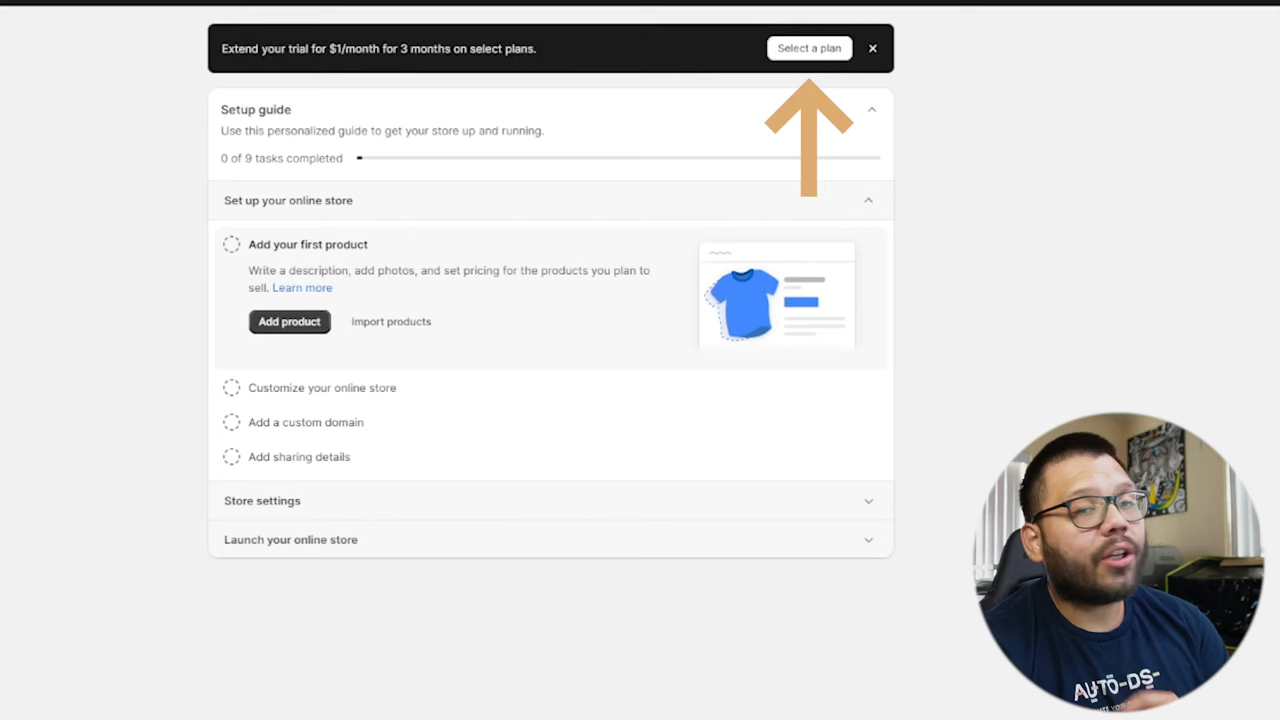 Extend your trial for $1/month for 3 months on select plans.
Select a plan
Setup guide
Use this personalized guide to get your store up and running.
0 of 9 tasks completed
Set up your online store
Add your first product
Write a description, add photos, and set pricing for the products you plan to
sell. Learn more
Add product
Import products
Customize your online store
Add a custom domain
Add sharing details
Store settings
Launch your online store
AUTO-DS-